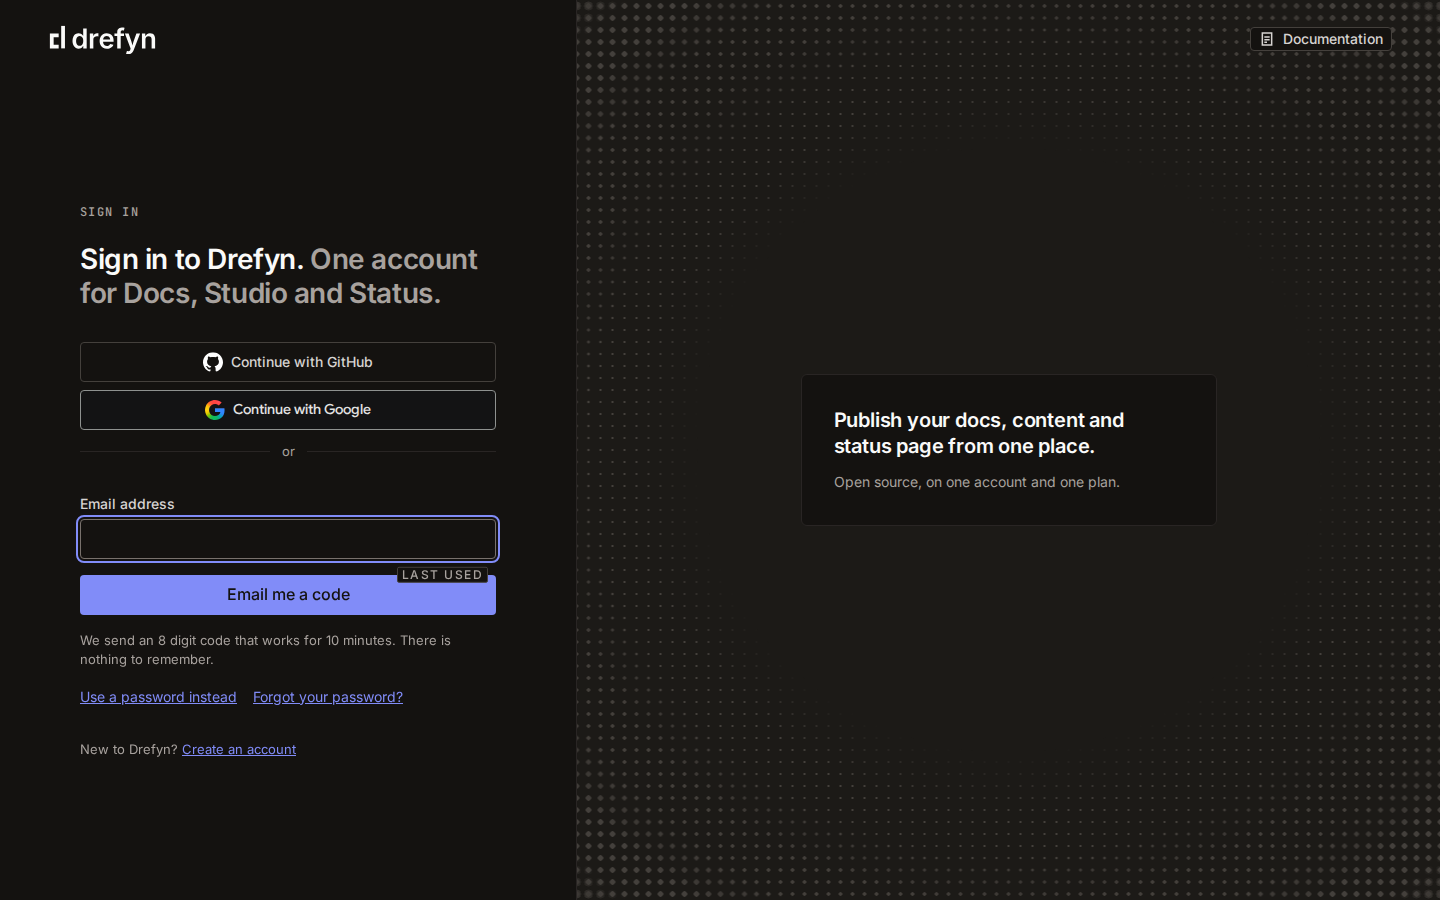 drefyn
Documentation
SIGN IN
Sign in to Drefyn. One account
for Docs, Studio and Status.
Continue with GitHub
Continue with Google
or
Email address
LAST USED
Email me a code
We send an 8 digit code that works for 10 minutes. There is
nothing to remember.
Use a password instead Forgot your password?
New to Drefyn? Create an account
Publish your docs, content and
status page from one place.
Open source, on one account and one plan.